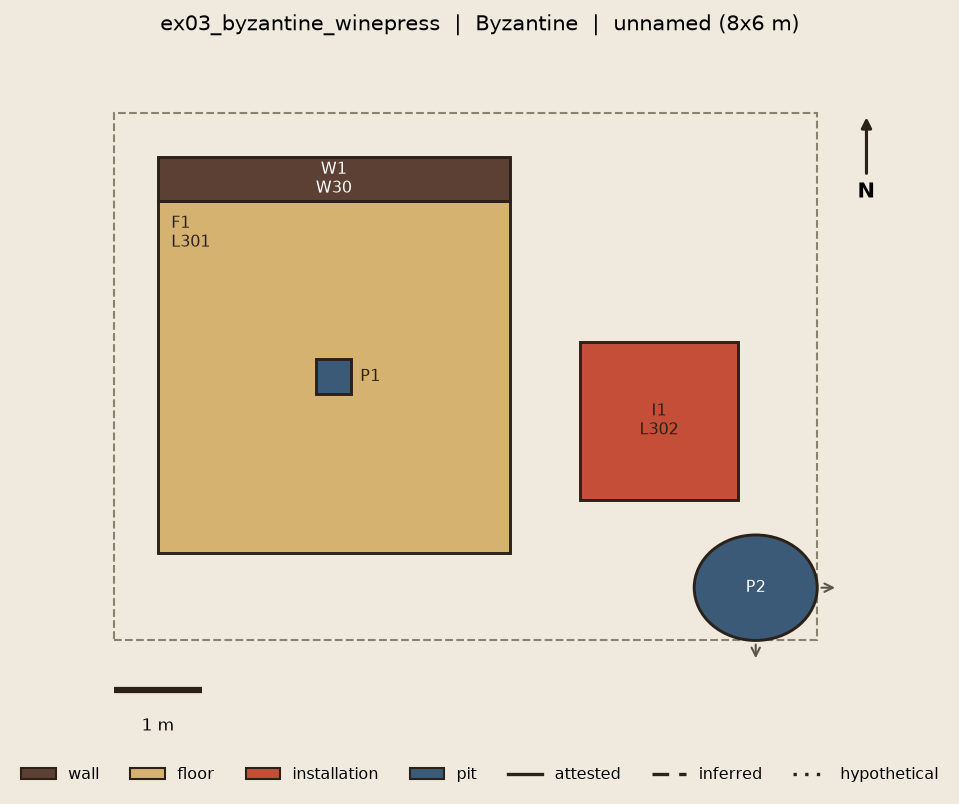 ex03_byzantine_winepress | Byzantine | unnamed (8x6 m)
N
W1
W30
F1
L301
P1
I1
L302
P2
1 m
wall floor installation pit attested inferred hypothetical